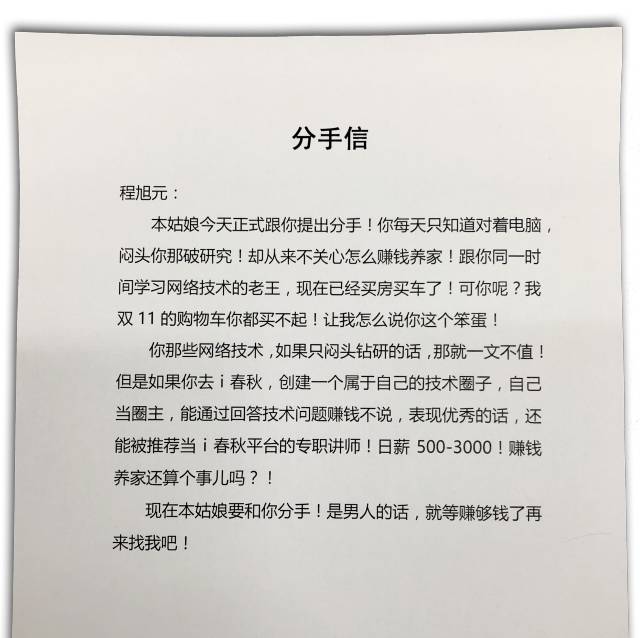 分手信
程旭元：
本姑娘今天正式跟你提出分手！你每天只知道对着电脑，
闷头你那破研究！却从来不关心怎么赚钱养家！跟你同一时
间学习网络技术的老王，现在已经买房买车了！可你呢？我
双 11 的购物车你都买不起！让我怎么说你这个笨蛋！
你那些网络技术，如果只闷头钻研的话，那就一文不值！
但是如果你去 i 春秋，创建一个属于自己的技术圈子，自己
当圈主，能通过回答技术问题赚钱不说，表现优秀的话，还
能被推荐当 i 春秋平台的专职讲师！日薪 500-3000！赚钱
养家还算个事儿吗？！
现在本姑娘要和你分手！是男人的话，就等赚够钱了再
来找我吧！